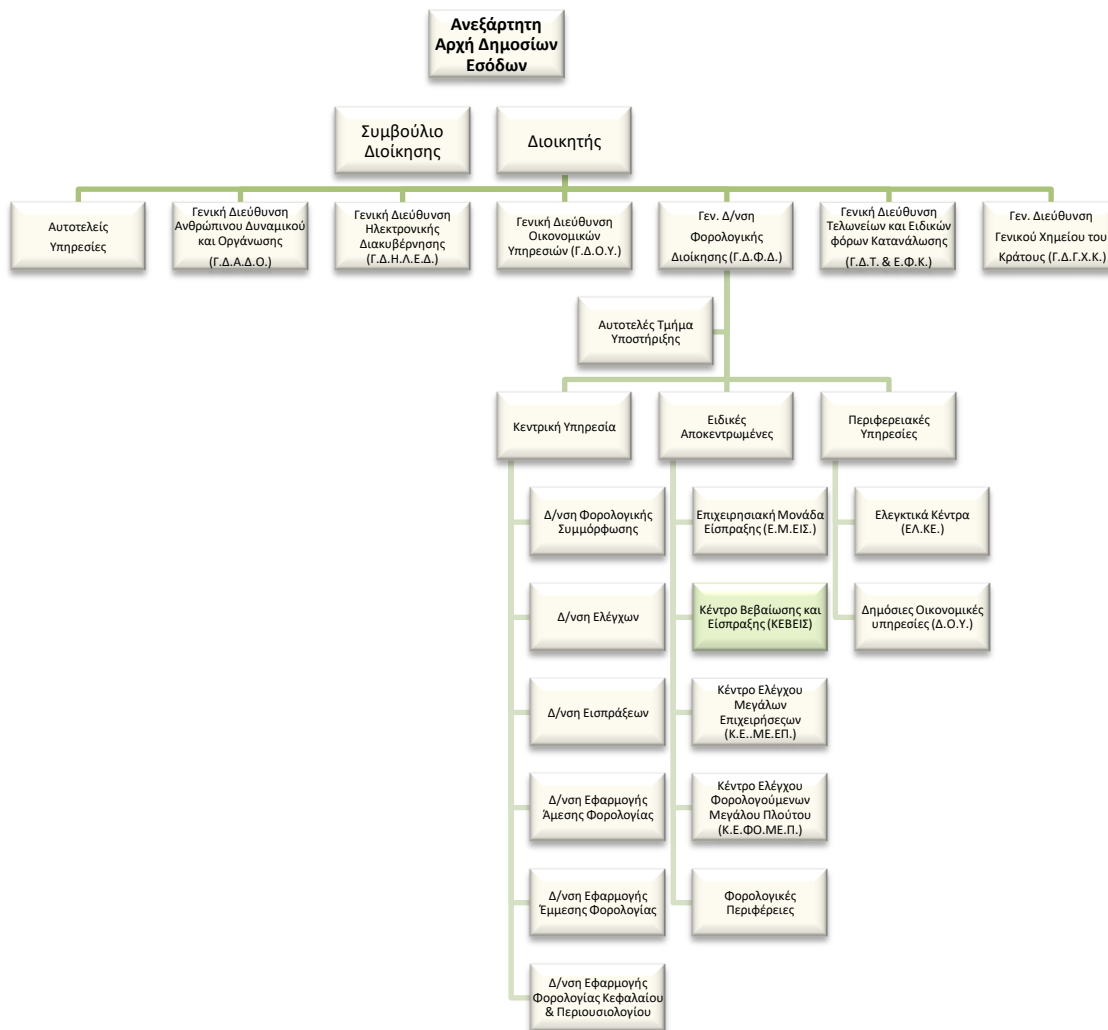 Ανεξάρτητη
Αρχή Δημοσίων
Εσόδων
Συμβούλιο
Διοίκησης
Διοικητής
Αυτοτελείς
Υπηρεσίες
Γενική Διεύθυνση
Ανθρώπινου Δυναμικού
και Οργάνωσης
(Γ.Δ.Α.Δ.Ο.)
Γενική Διεύθυνση
Ηλεκτρονικής
Διακυβέρνησης
(Γ.Δ.Η.Λ.Ε.Δ.)
Γενική Διεύθυνση
Οικονομικών
Υπηρεσιών (Γ.Δ.Ο.Υ.)
Γεν. Δ/νση
Φορολογικής
Διοίκησης (Γ.Δ.Φ.Δ.)
Γενική Διεύθυνση
Τελωνείων και Ειδικών
φόρων Κατανάλωσης
(Γ.Δ.Τ. & Ε.Φ.Κ.)
Γεν. Διεύθυνση
Γενικού Χημείου του
Κράτους (Γ.Δ.Γ.Χ.Κ.)
Αυτοτελές Τμήμα
Υποστήριξης
Κεντρική Υπηρεσία
Ειδικές
Αποκεντρωμένες
Περιφερειακές
Υπηρεσίες
Δ/νση Φορολογικής
Συμμόρφωσης
Επιχειρησιακή Μονάδα
Είσπραξης (Ε.Μ.ΕΙΣ.)
Ελεγκτικά Κέντρα
(ΕΛ.ΚΕ.)
Δ/νση Ελέγχων
Κέντρο Βεβαίωσης και
Είσπραξης (ΚΕΒΕΙΣ)
Δημόσιες Οικονομικές
υπηρεσίες (Δ.Ο.Υ.)
Δ/νση Εισπράξεων
Κέντρο Ελέγχου
Μεγάλων
Επιχειρήσεςων
(Κ.Ε..ΜΕ.ΕΠ.)
Δ/νση Εφαρμογής
Άμεσης Φορολογίας
Κέντρο Ελέγχου
Φορολογούμενων
Μεγάλου Πλούτου
(Κ.Ε.ΦΟ.ΜΕ.Π.)
Δ/νση Εφαρμογής
Έμμεσης Φορολογίας
Φορολογικές
Περιφέρειες
Δ/νση Εφαρμογής
Φορολογίας Κεφαλαίου
& Περιουσιολογίου